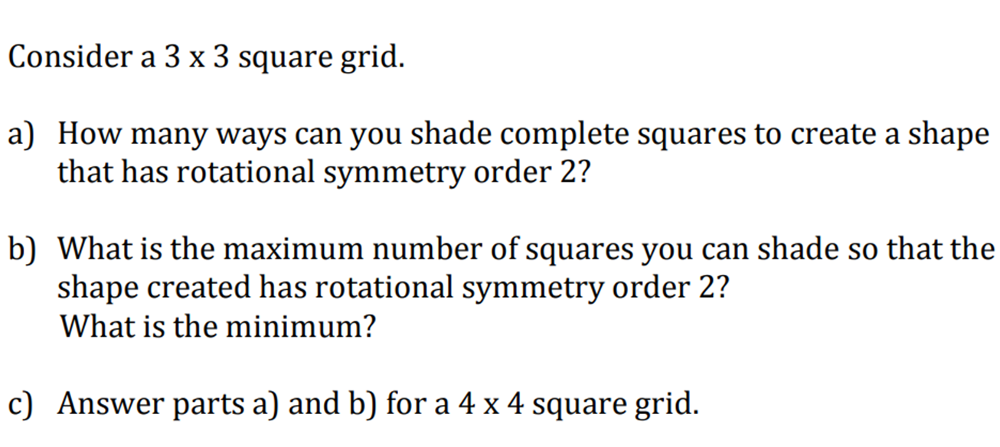 Consider a 3 x 3 square grid.
a) How many ways can you shade complete squares to create a shape
that has rotational symmetry order 2?
b) What is the maximum number of squares you can shade so that the
shape created has rotational symmetry order 2?
What is the minimum?
c) Answer parts a) and b) for a 4 x 4 square grid.